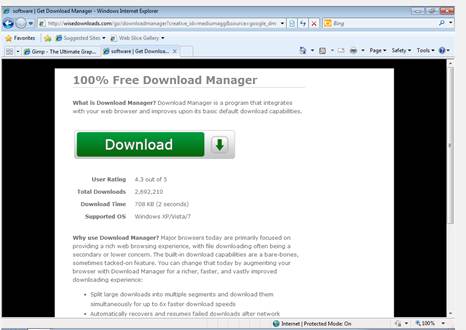 software | Get Download Manager - Windows Internet Explorer
http://wisedownloads.com/go/downloadmanager?creative_id=mediumagg&source=google_dm
Bing
Favorites
Suggested Sites
Web Slice Gallery
Gimp - The Ultimate Grap...
software | Get Downloa...
Page
Safety
Tools
100% Free Download Manager
What is Download Manager? Download Manager is a program that integrates
with your web browser and improves upon its basic default download capabilities.
Download
User Rating 4.3 out of 5
Total Downloads 2,692,210
Download Time 708 KB (2 seconds)
Supported OS Windows XP/Vista/7
Why use Download Manager? Major browsers today are primarily focused on
providing a rich web browsing experience, with file downloading often being a
secondary or lower concern. The built-in download capabilities are a bare-bones,
sometimes tacked-on feature. You can change that today by augmenting your
browser with Download Manager for a richer, faster, and vastly improved
downloading experience:
• Split large downloads into multiple segments and download them
simultaneously for up to 6x faster download speeds
• Automatically recovers and resumes failed downloads after network
Internet | Protected Mode: On
100%